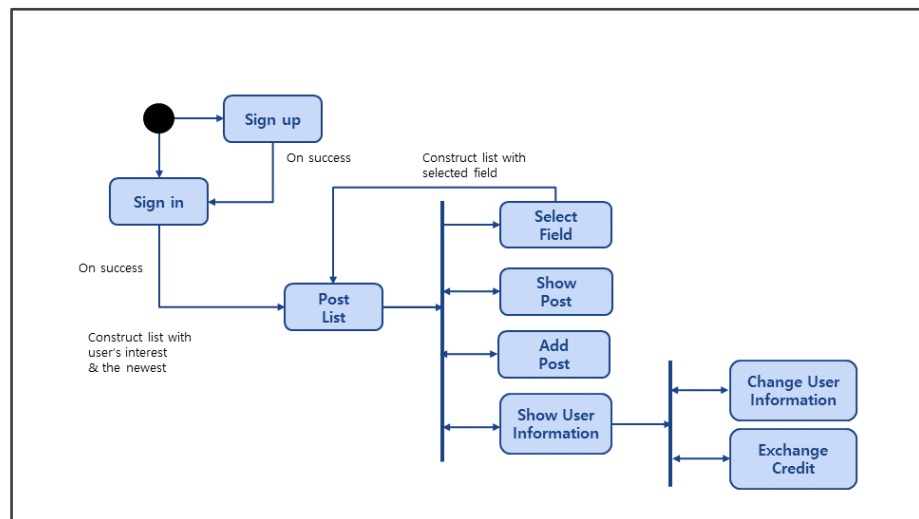 Sign up
On success
Construct list with
selected field
Sign in
Select
Field
On success
Show
Post
Post
List
Construct list with
user's interest
& the newest
Add
Post
Change User
Information
Show User
Information
Exchange
Credit